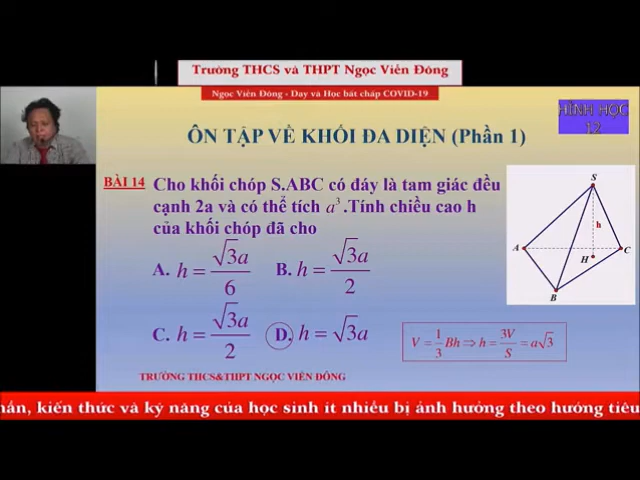 Trường THCS và THPT Ngọc Viễn Đông
Ngọc Viễn Đông - Dạy và Học bất chấp COVID-19
HÌNH HỌC
12
ÔN TẬP VỀ KHỐI ĐA DIỆN (Phần 1)
BÀI 14 Cho khối chóp S.ABC có đáy là tam giác đều
cạnh 2a và có thể tích a³ .Tính chiều cao h
của khối chóp đã cho
A. h = √3a/6 B. h = √3a/2
C. h = √3a/2 D. h = √3a
V = 1/3 Bh ⇒ h = 3V/S = a√3
S
h
A
C
H
B
TRƯỜNG THCS&THPT NGỌC VIỄN ĐÔNG
kiến thức và kỹ năng của học sinh ít nhiều bị ảnh hưởng theo hướng tiêu